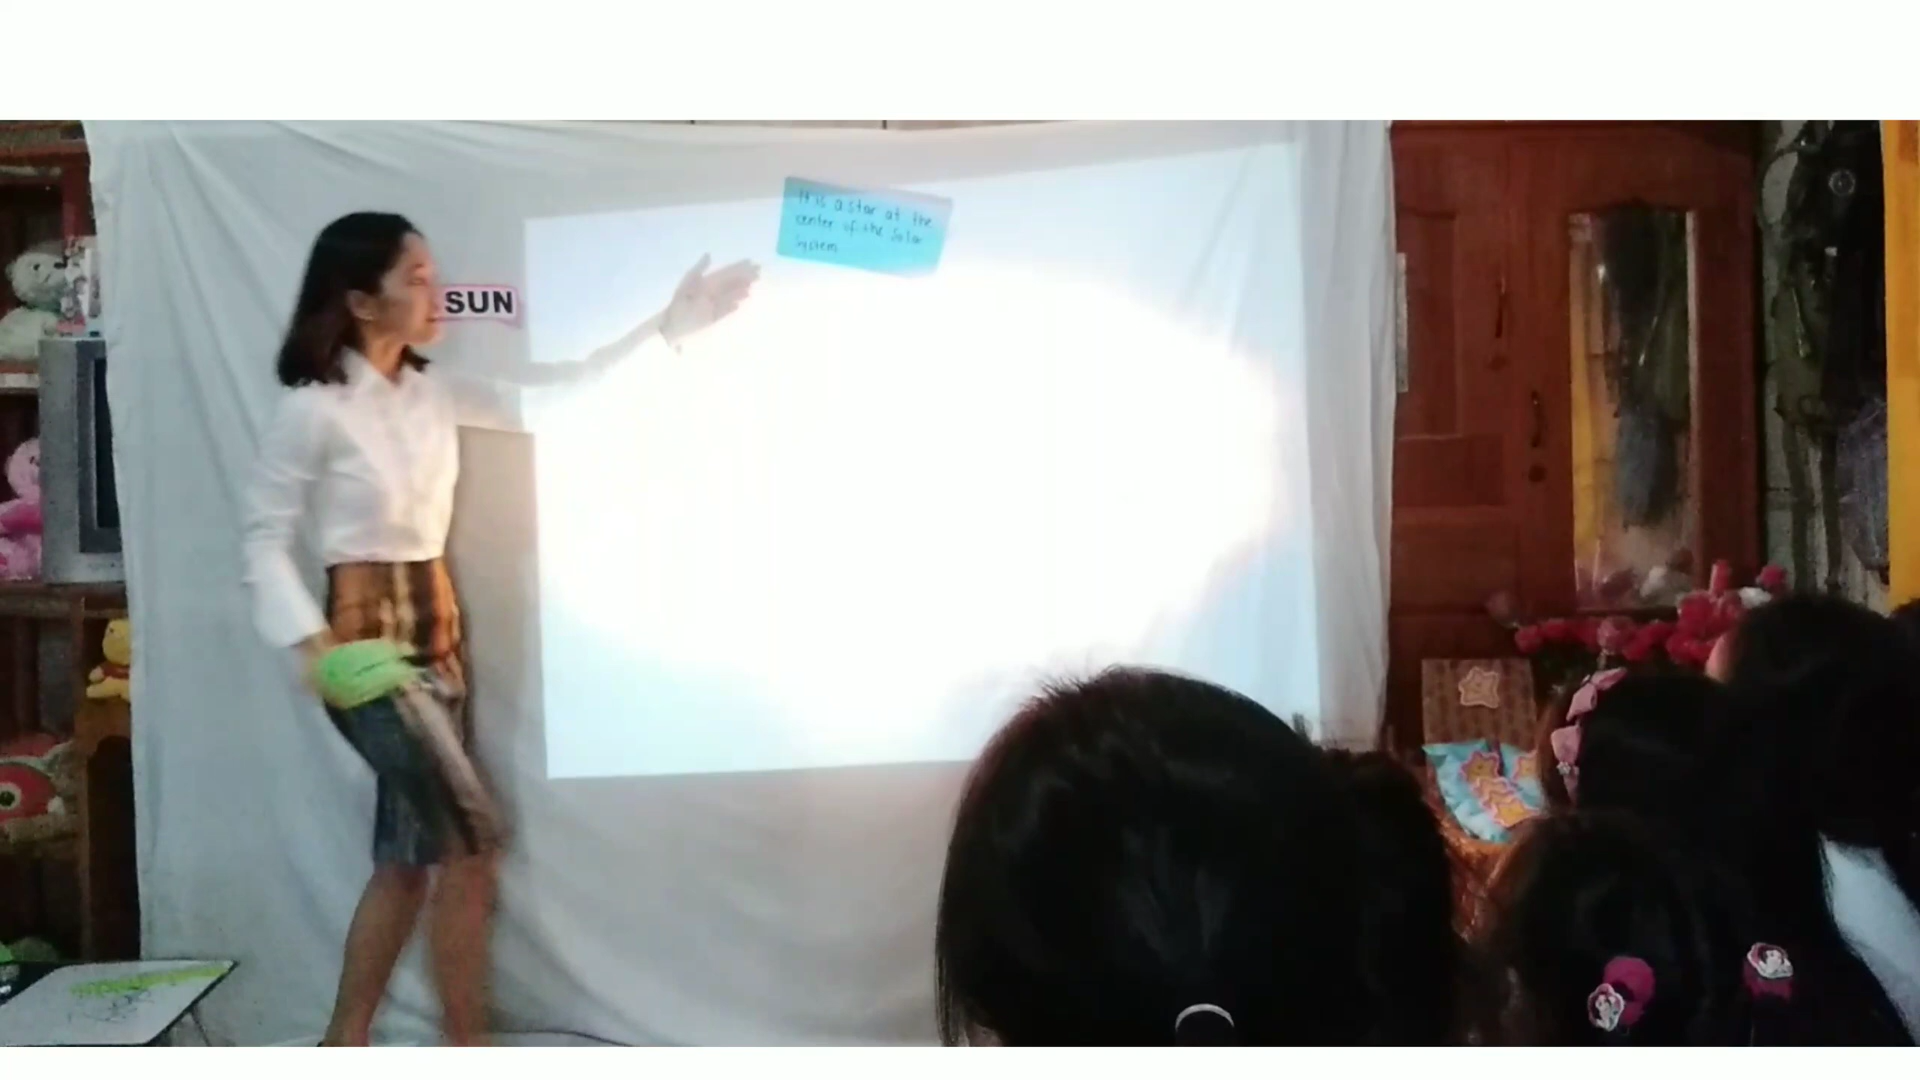 SUN
It is a star at the
center of the Solar
System